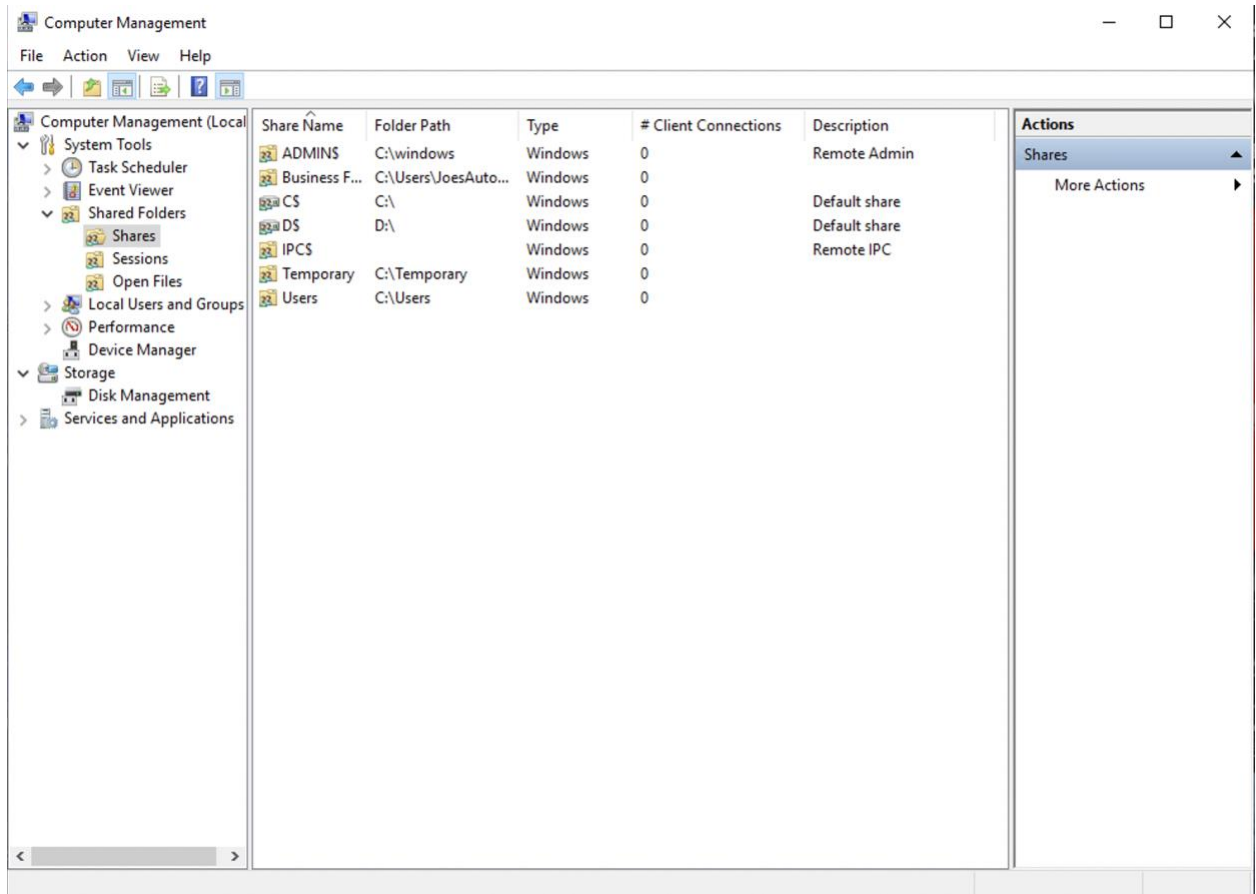 Computer Management
File Action View Help
Computer Management (Local
System Tools
Task Scheduler
Event Viewer
Shared Folders
Shares
Sessions
Open Files
Local Users and Groups
Performance
Device Manager
Storage
Disk Management
Services and Applications
Share Name Folder Path Type # Client Connections Description
ADMIN$ C:\windows Windows 0 Remote Admin
Business F... C:\Users\JoesAuto... Windows 0
C$ C:\ Windows 0 Default share
D$ D:\ Windows 0 Default share
IPC$ Windows 0 Remote IPC
Temporary C:\Temporary Windows 0
Users C:\Users Windows 0
Actions
Shares
More Actions